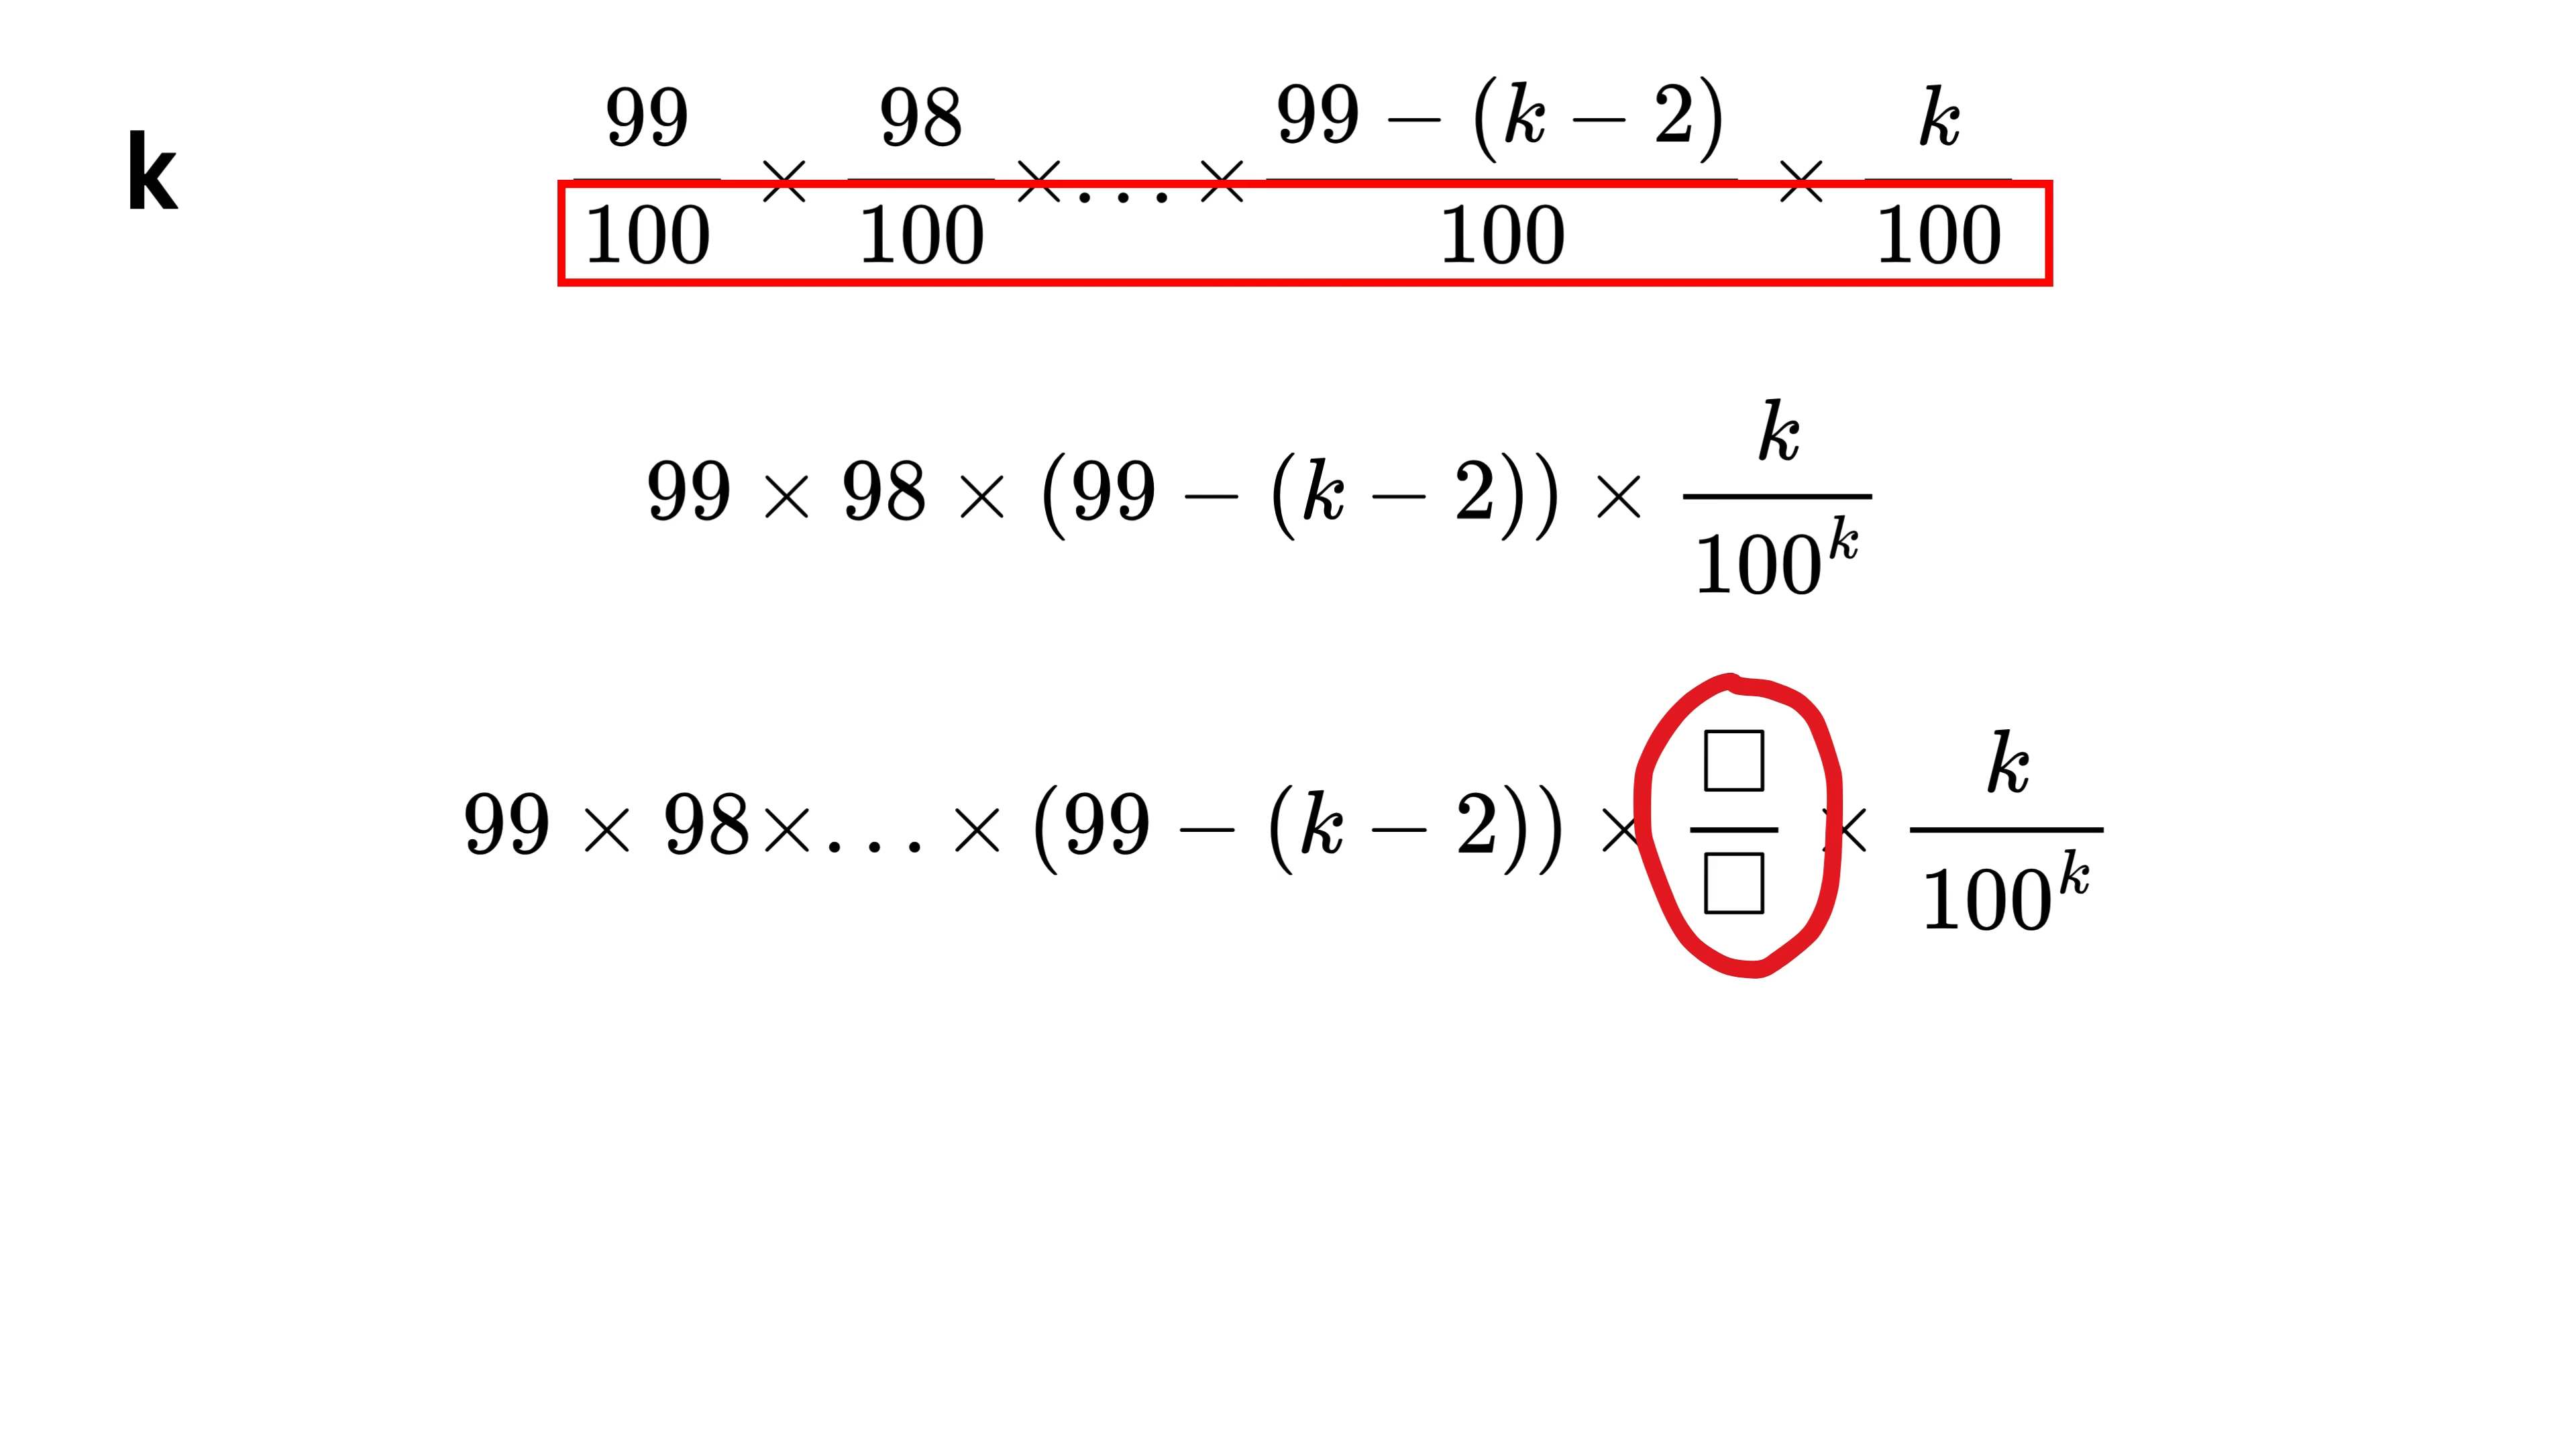 k 99/100 × 98/100 ×...× 99 − (k − 2)/100 × k/100
99 × 98 × (99 − (k − 2)) × k/100^k
99 × 98×...× (99 − (k − 2)) × □/□ × k/100^k